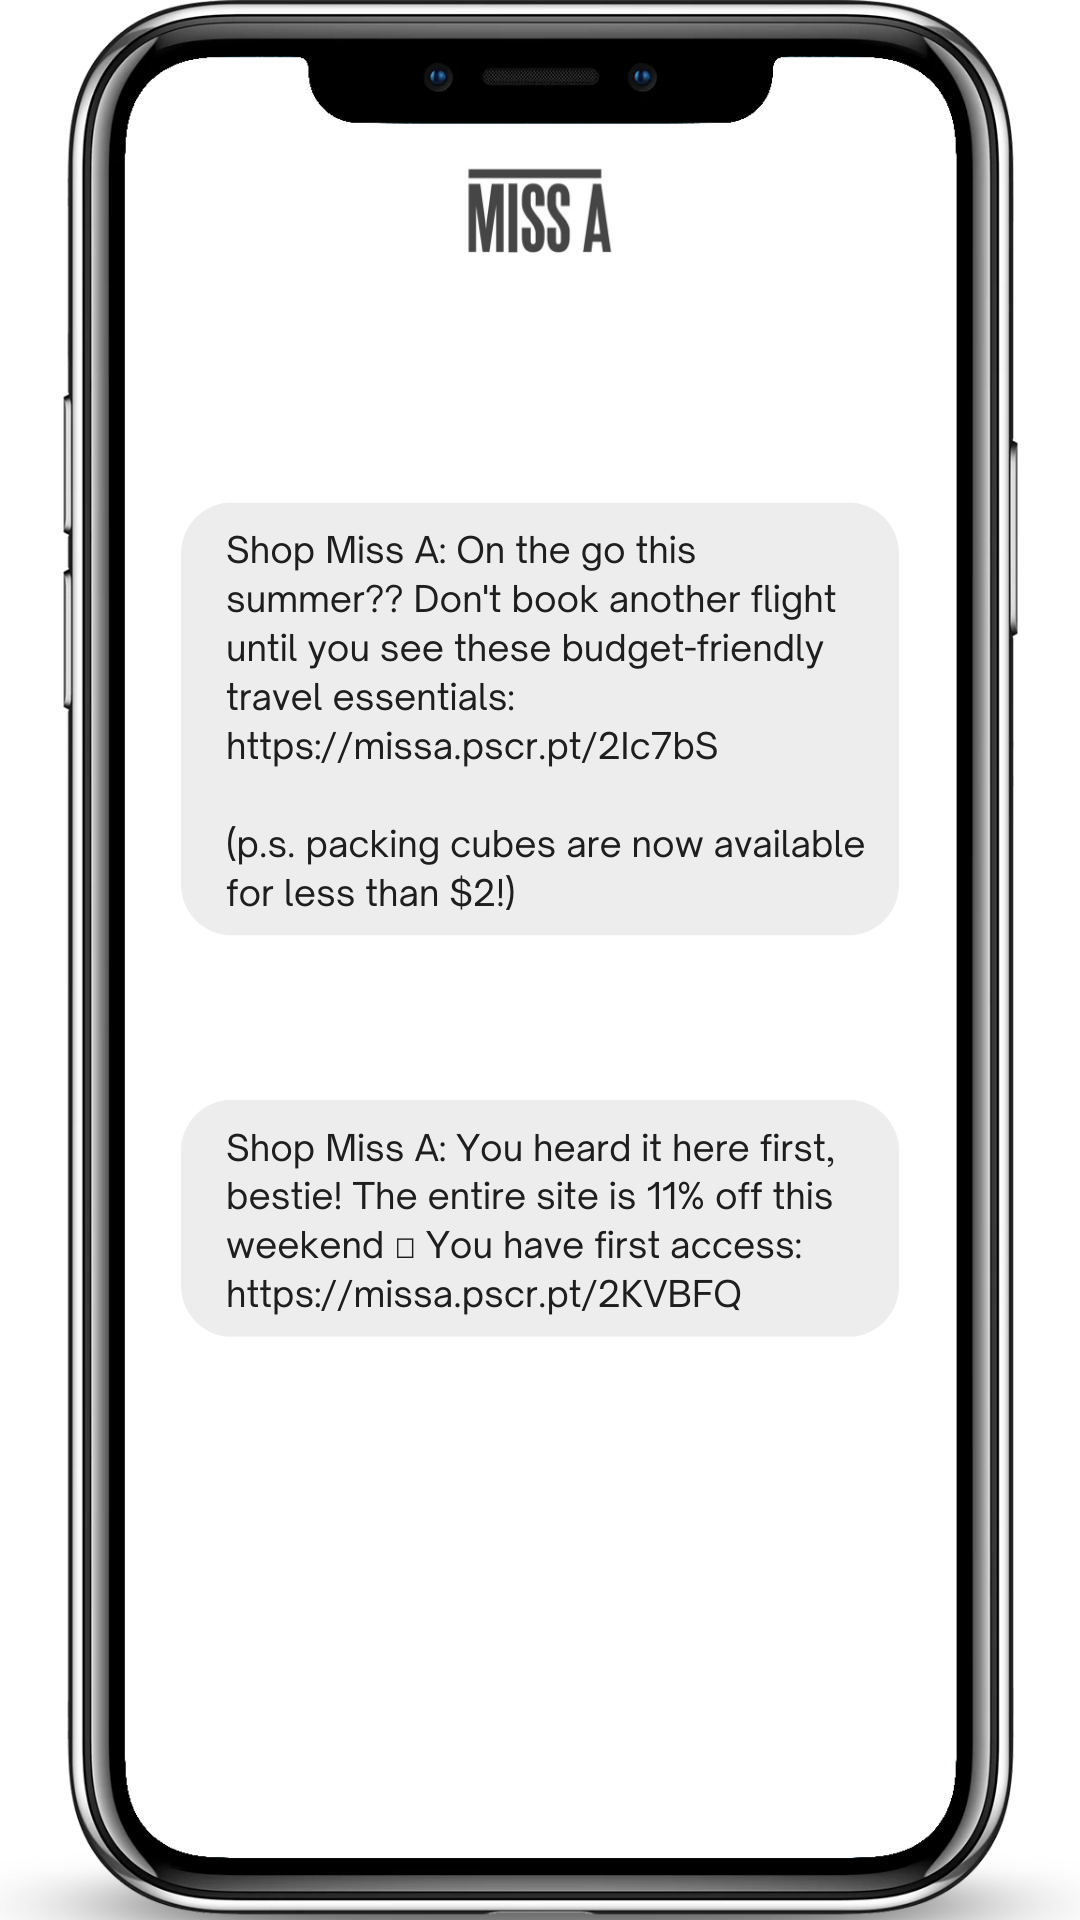 MISS A
Shop Miss A: On the go this
summer?? Don't book another flight
until you see these budget-friendly
travel essentials:
https://missa.pscr.pt/2Ic7bS
(p.s. packing cubes are now available
for less than $2!)
Shop Miss A: You heard it here first,
bestie! The entire site is 11% off this
weekend □ You have first access:
https://missa.pscr.pt/2KVBFQ